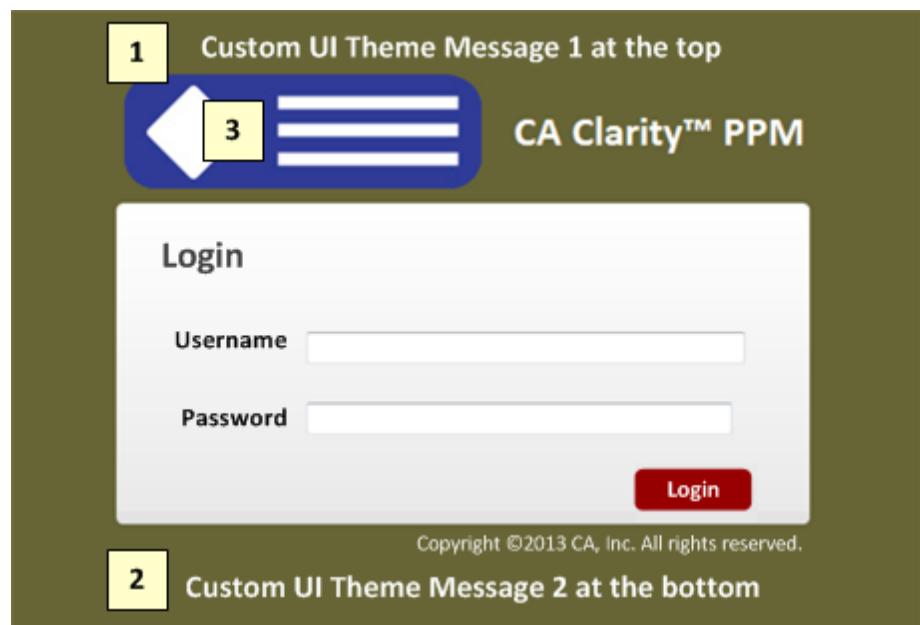 1
Custom UI Theme Message 1 at the top
3
CA Clarity™ PPM
Login
Username
Password
Login
Copyright ©2013 CA, Inc. All rights reserved.
2
Custom UI Theme Message 2 at the bottom